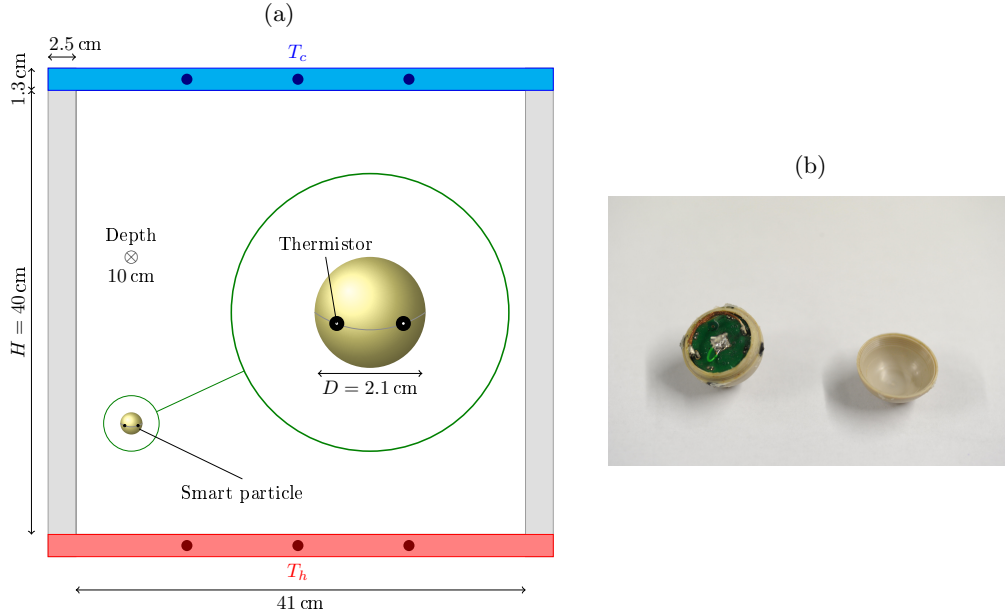 (a)
2.5 cm
T_c
1.3 cm
H = 40 cm
Depth
⊗
10 cm
Thermistor
D = 2.1 cm
Smart particle
T_h
41 cm
(b)